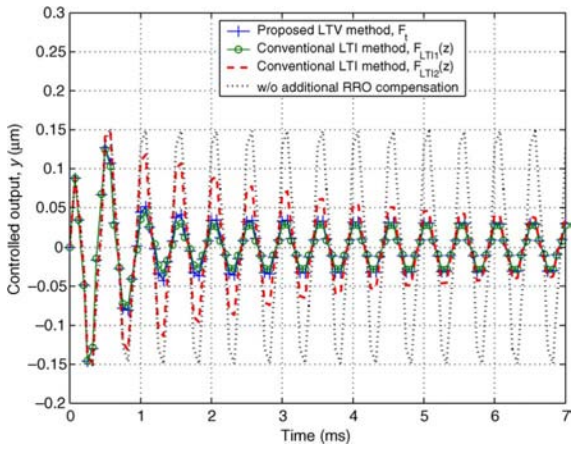 0.3
0.25
0.2
0.15
0.1
0.05
0
−0.05
−0.1
−0.15
−0.2
Controlled output, y (μm)
Proposed LTV method, F_t
Conventional LTI method, F_LTI1(z)
Conventional LTI method, F_LTI2(z)
w/o additional RRO compensation
0 1 2 3 4 5 6 7
Time (ms)